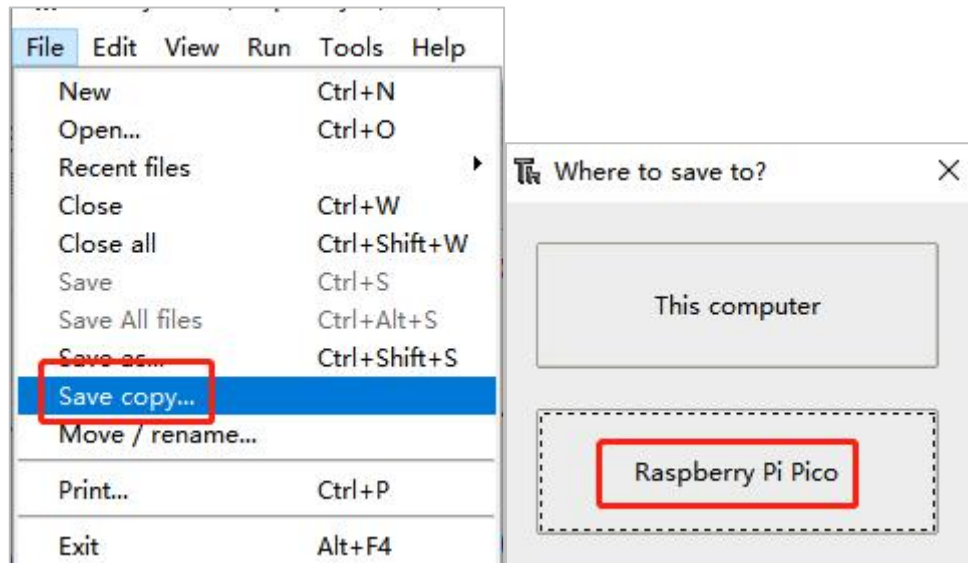 File Edit View Run Tools Help
New Ctrl+N
Open... Ctrl+O
Recent files
Close Ctrl+W
Close all Ctrl+Shift+W
Save Ctrl+S
Save All files Ctrl+Alt+S
Save as... Ctrl+Shift+S
Save copy...
Move / rename...
Print... Ctrl+P
Exit Alt+F4
Where to save to?
This computer
Raspberry Pi Pico